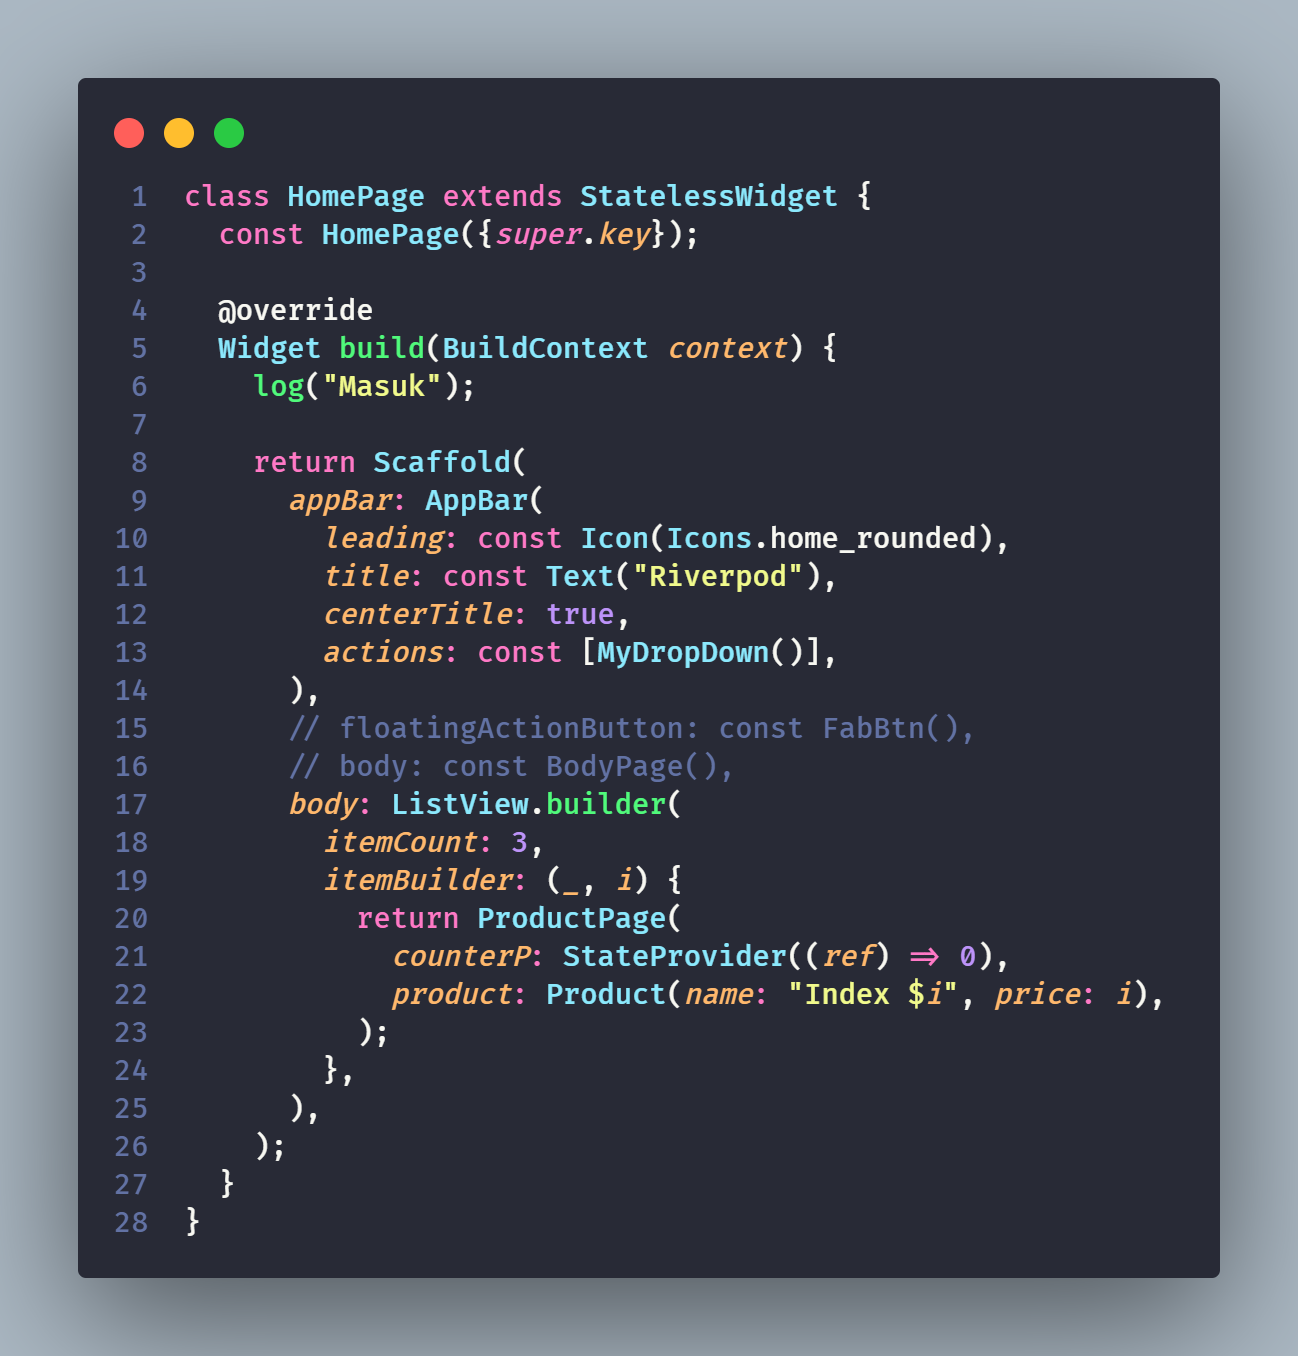 1 class HomePage extends StatelessWidget {
2   const HomePage({super.key});
3
4   @override
5   Widget build(BuildContext context) {
6     log("Masuk");
7
8     return Scaffold(
9       appBar: AppBar(
10         leading: const Icon(Icons.home_rounded),
11         title: const Text("Riverpod"),
12         centerTitle: true,
13         actions: const [MyDropDown()],
14       ),
15       // floatingActionButton: const FabBtn(),
16       // body: const BodyPage(),
17       body: ListView.builder(
18         itemCount: 3,
19         itemBuilder: (_, i) {
20           return ProductPage(
21             counterP: StateProvider((ref) => 0),
22             product: Product(name: "Index $i", price: i),
23           );
24         },
25       ),
26     );
27   }
28 }